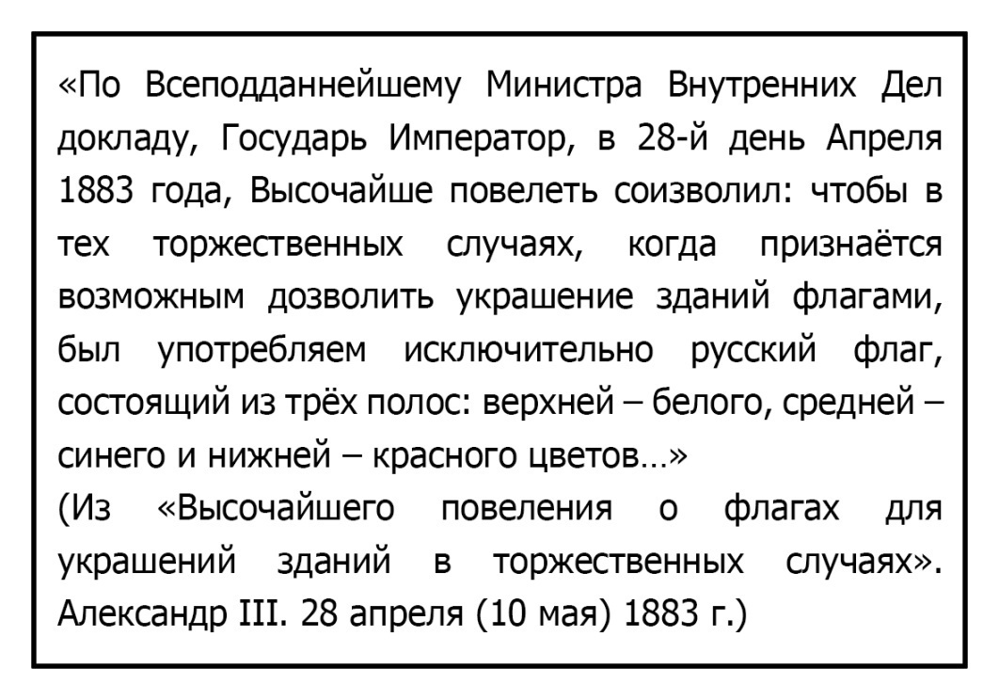 «По Всеподданнейшему Министра Внутренних Дел
докладу, Государь Император, в 28-й день Апреля
1883 года, Высочайше повелеть соизволил: чтобы в
тех торжественных случаях, когда признаётся
возможным дозволить украшение зданий флагами,
был употребляем исключительно русский флаг,
состоящий из трёх полос: верхней – белого, средней –
синего и нижней – красного цветов…»
(Из «Высочайшего повеления о флагах для
украшений зданий в торжественных случаях».
Александр III. 28 апреля (10 мая) 1883 г.)